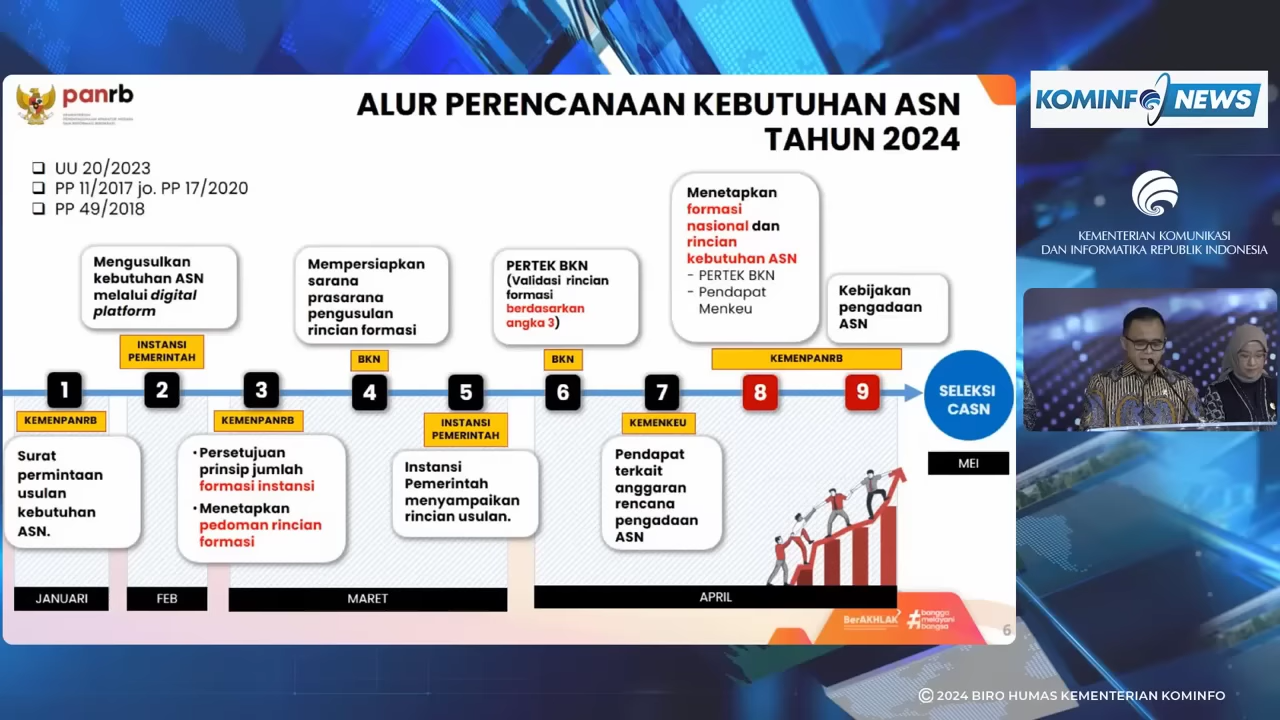 panrb
ALUR PERENCANAAN KEBUTUHAN ASN
TAHUN 2024
UU 20/2023
PP 11/2017 jo. PP 17/2020
PP 49/2018
Mengusulkan
kebutuhan ASN
melalui digital
platform
INSTANSI
PEMERINTAH
Mempersiapkan
sarana
prasarana
pengusulan
rincian formasi
BKN
PERTEK BKN
(Validasi rincian
formasi
berdasarkan
angka 3)
BKN
Menetapkan
formasi
nasional dan
rincian
kebutuhan ASN
- PERTEK BKN
- Pendapat
Menkeu
Kebijakan
pengadaan
ASN
KEMENPANRB
1
2
3
4
5
6
7
8
9
SELEKSI
CASN
MEI
KEMENPANRB
Surat
permintaan
usulan
kebutuhan
ASN.
KEMENPANRB
• Persetujuan
prinsip jumlah
formasi instansi
• Menetapkan
pedoman rincian
formasi
INSTANSI
PEMERINTAH
Instansi
Pemerintah
menyampaikan
rincian usulan.
KEMENKEU
Pendapat
terkait
anggaran
rencana
pengadaan
ASN
JANUARI
FEB
MARET
APRIL
BerAKHLAK
#bangga
melayani
bangsa
6
KOMINFO NEWS
KEMENTERIAN KOMUNIKASI
DAN INFORMATIKA REPUBLIK INDONESIA
© 2024 BIRO HUMAS KEMENTERIAN KOMINFO